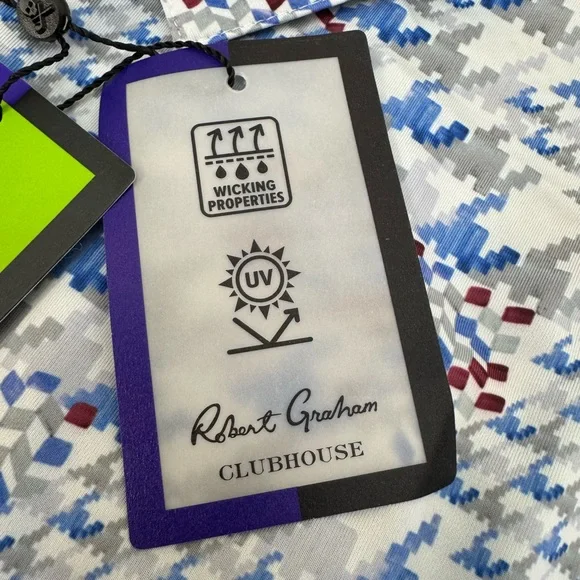 WICKING
PROPERTIES
UV
Robert Graham
CLUBHOUSE